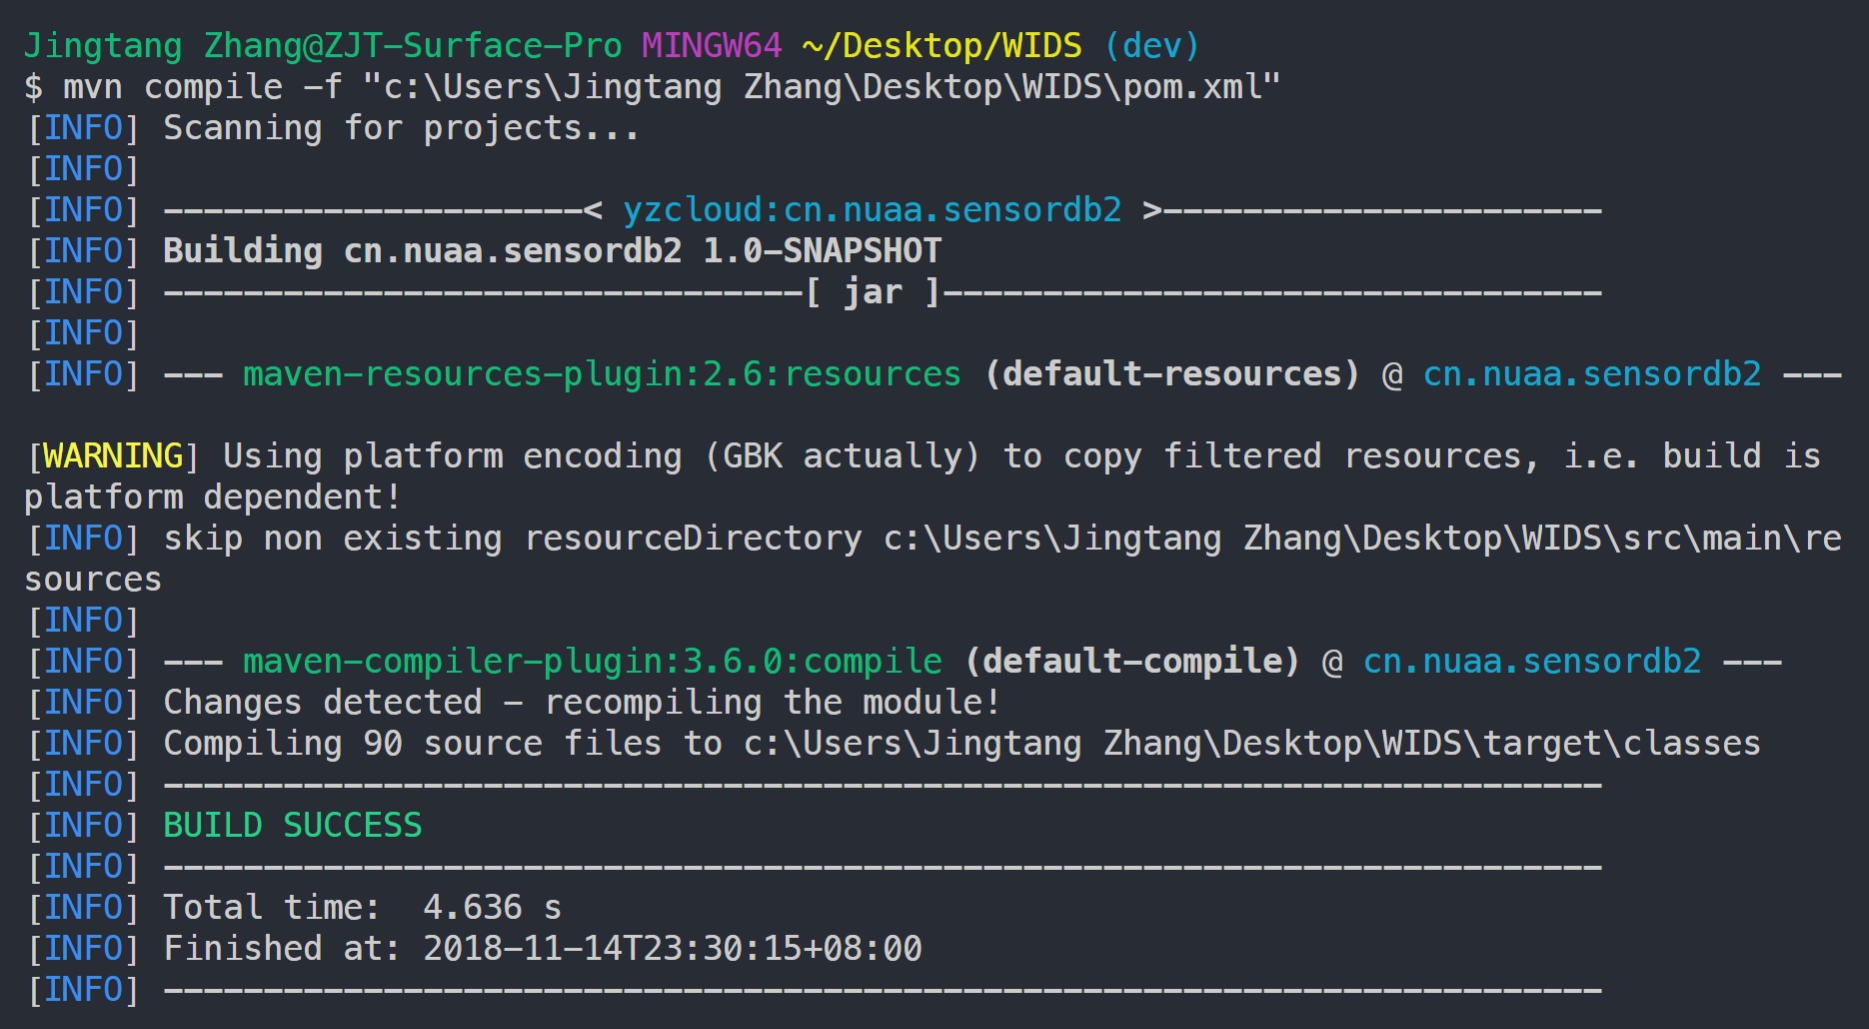 Jingtang Zhang@ZJT-Surface-Pro MINGW64 ~/Desktop/WIDS (dev)
$ mvn compile -f "c:\Users\Jingtang Zhang\Desktop\WIDS\pom.xml"
[INFO] Scanning for projects...
[INFO]
[INFO] ---------------------< yzcloud:cn.nuaa.sensordb2 >----------------------
[INFO] Building cn.nuaa.sensordb2 1.0-SNAPSHOT
[INFO] --------------------------------[ jar ]---------------------------------
[INFO]
[INFO] --- maven-resources-plugin:2.6:resources (default-resources) @ cn.nuaa.sensordb2 ---
[WARNING] Using platform encoding (GBK actually) to copy filtered resources, i.e. build is
platform dependent!
[INFO] skip non existing resourceDirectory c:\Users\Jingtang Zhang\Desktop\WIDS\src\main\re
sources
[INFO]
[INFO] --- maven-compiler-plugin:3.6.0:compile (default-compile) @ cn.nuaa.sensordb2 ---
[INFO] Changes detected - recompiling the module!
[INFO] Compiling 90 source files to c:\Users\Jingtang Zhang\Desktop\WIDS\target\classes
[INFO] ------------------------------------------------------------------------
[INFO] BUILD SUCCESS
[INFO] ------------------------------------------------------------------------
[INFO] Total time:  4.636 s
[INFO] Finished at: 2018-11-14T23:30:15+08:00
[INFO] ------------------------------------------------------------------------